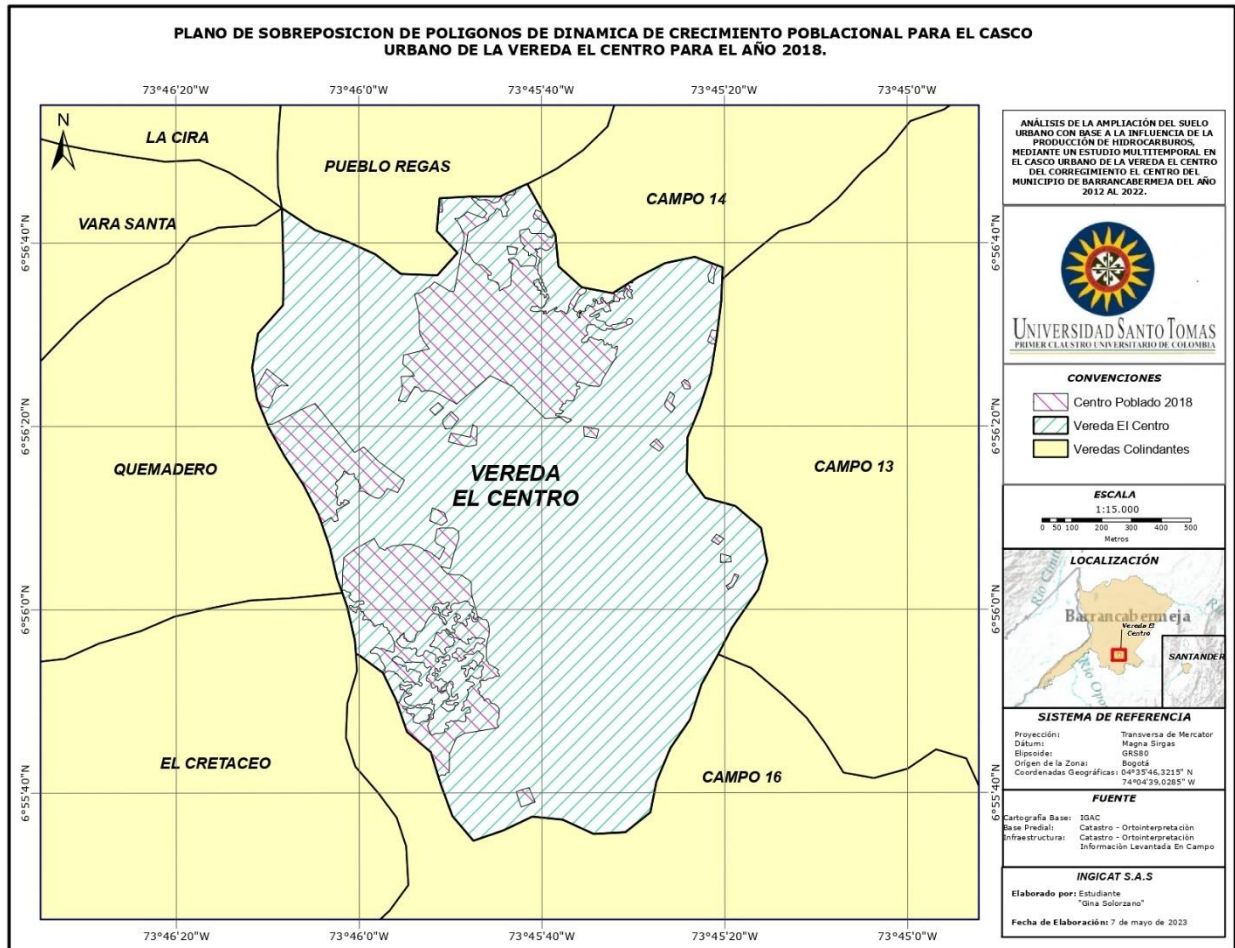 PLANO DE SOBREPOSICION DE POLIGONOS DE DINAMICA DE CRECIMIENTO POBLACIONAL PARA EL CASCO
URBANO DE LA VEREDA EL CENTRO PARA EL AÑO 2018.
73°46'20"W
73°46'0"W
73°45'40"W
73°45'20"W
73°45'0"W
N
LA CIRA
PUEBLO REGAS
CAMPO 14
VARA SANTA
6°56'40"N
6°56'40"N
6°56'20"N
6°56'20"N
QUEMADERO
VEREDA
EL CENTRO
CAMPO 13
6°56'0"N
6°56'0"N
EL CRETACEO
CAMPO 16
6°55'40"N
6°55'40"N
73°46'20"W
73°46'0"W
73°45'40"W
73°45'20"W
73°45'0"W
ANÁLISIS DE LA AMPLIACIÓN DEL SUELO
URBANO CON BASE A LA INFLUENCIA DE LA
PRODUCCIÓN DE HIDROCARBUROS,
MEDIANTE UN ESTUDIO MULTITEMPORAL EN
EL CASCO URBANO DE LA VEREDA EL CENTRO
DEL CORREGIMIENTO EL CENTRO DEL
MUNICIPIO DE BARRANCABERMEJA DEL AÑO
2012 AL 2022.
UNIVERSIDAD SANTO TOMAS
PRIMER CLAUSTRO UNIVERSITARIO DE COLOMBIA
CONVENCIONES
Centro Poblado 2018
Vereda El Centro
Veredas Colindantes
ESCALA
1:15.000
0 50 100 200 300 400 500
Metros
LOCALIZACIÓN
Barrancabermeja
Vereda El
Centro
SANTANDER
SISTEMA DE REFERENCIA
Proyección: Transversa de Mercator
Dátum: Magna Sirgas
Elipsoide: GRS80
Orígen de la Zona: Bogotá
Coordenadas Geográficas: 04°35'46,3215" N
74°04'39,0285" W
FUENTE
Cartografía Base: IGAC
Base Predial: Catastro - Ortointerpretación
Infraestructura: Catastro - Ortointerpretación
Información Levantada En Campo
INGICAT S.A.S
Elaborado por: Estudiante
"Gina Solorzano"
Fecha de Elaboración: 7 de mayo de 2023